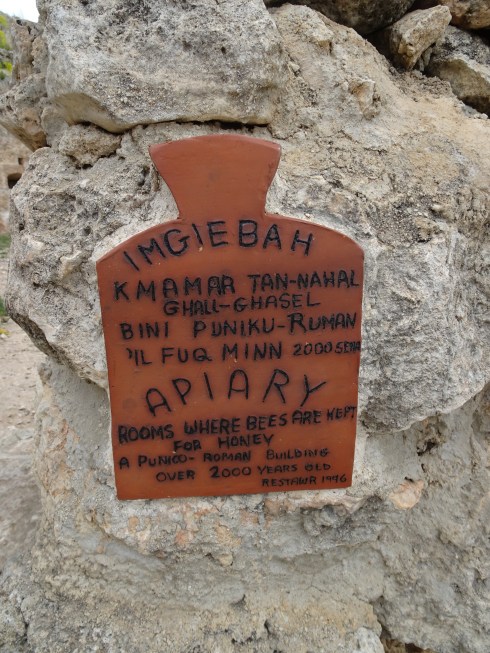 IMGIEBAH
KMAMAR TAN-NAHAL
GHALL-GHASEL
BINI PUNIKU-RUMAN
'IL FUQ MINN 2000 SENA
APIARY
ROOMS WHERE BEES ARE KEPT
FOR HONEY
A PUNICO-ROMAN BUILDING
OVER 2000 YEARS OLD
RESTAWR 1996